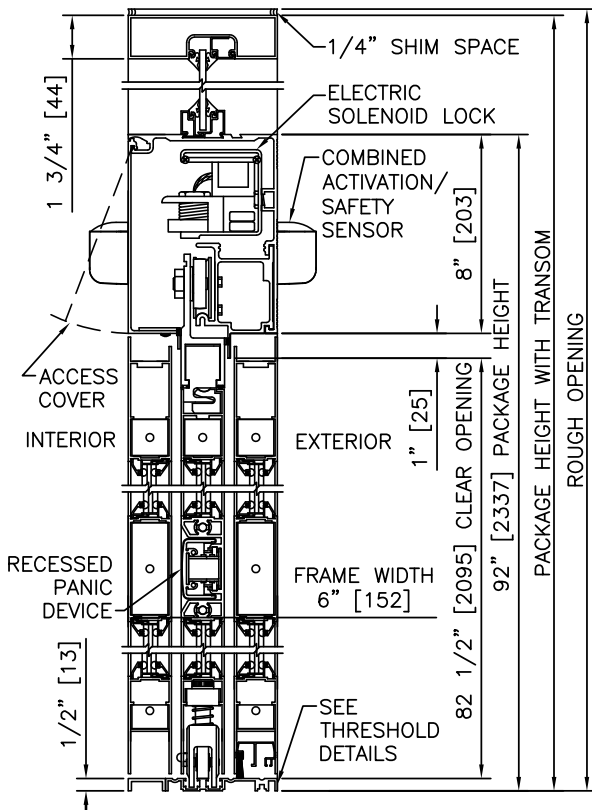 1/4" SHIM SPACE
1 3/4" [44]
ELECTRIC
SOLENOID LOCK
COMBINED
ACTIVATION/
SAFETY
SENSOR
8" [203]
ACCESS
COVER
INTERIOR
EXTERIOR
1" [25]
82 1/2" [2095] CLEAR OPENING
92" [2337] PACKAGE HEIGHT
PACKAGE HEIGHT WITH TRANSOM
ROUGH OPENING
RECESSED
PANIC
DEVICE
FRAME WIDTH
6" [152]
1/2" [13]
SEE
THRESHOLD
DETAILS